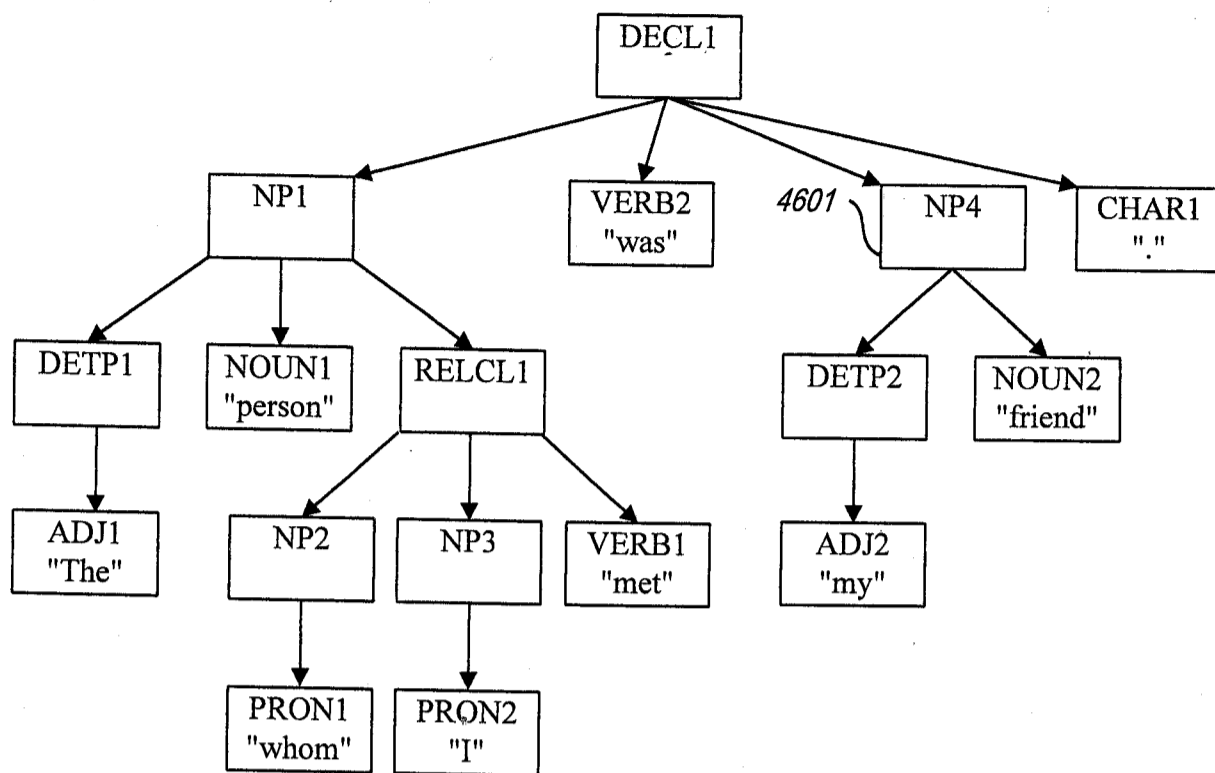 DECL1
NP1
VERB2
"was"
4601
NP4
CHAR1
"."
DETP1
NOUN1
"person"
RELCL1
DETP2
NOUN2
"friend"
ADJ1
"The"
NP2
NP3
VERB1
"met"
ADJ2
"my"
PRON1
"whom"
PRON2
"I"